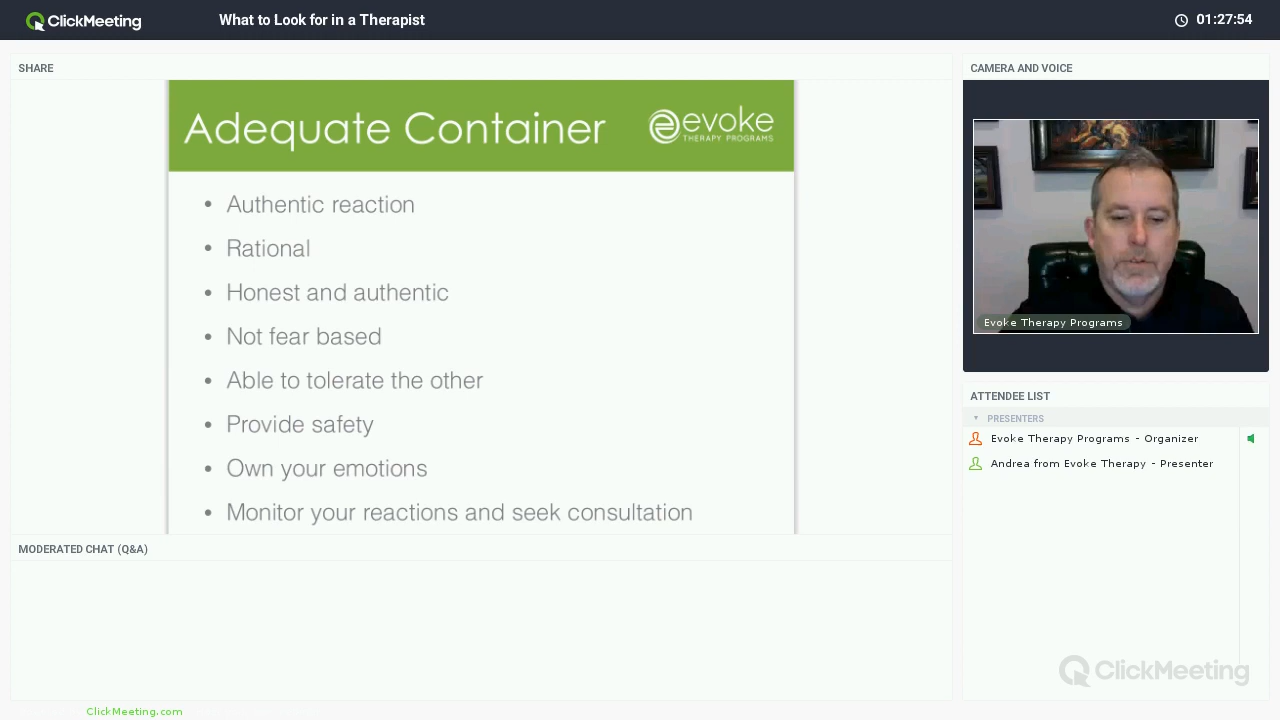 ClickMeeting
What to Look for in a Therapist
01:27:54
SHARE
Adequate Container
evoke
THERAPY PROGRAMS
• Authentic reaction
• Rational
• Honest and authentic
• Not fear based
• Able to tolerate the other
• Provide safety
• Own your emotions
• Monitor your reactions and seek consultation
MODERATED CHAT (Q&A)
CAMERA AND VOICE
Evoke Therapy Programs
ATTENDEE LIST
PRESENTERS
Evoke Therapy Programs - Organizer
Andrea from Evoke Therapy - Presenter
ClickMeeting
ClickMeeting.com